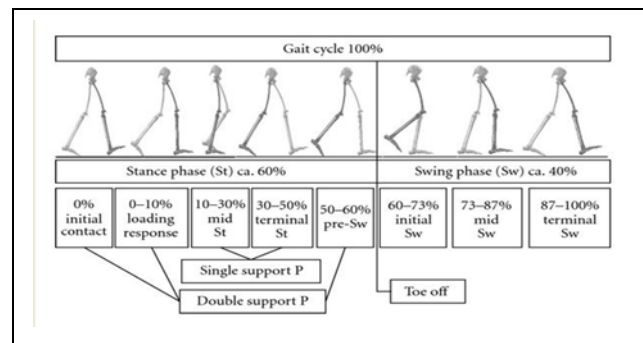 Gait cycle 100%
Stance phase (St) ca. 60%
Swing phase (Sw) ca. 40%
0%
initial
contact
0–10%
loading
response
10–30%
mid
St
30–50%
terminal
St
50–60%
pre-Sw
60–73%
initial
Sw
73–87%
mid
Sw
87–100%
terminal
Sw
Single support P
Double support P
Toe off